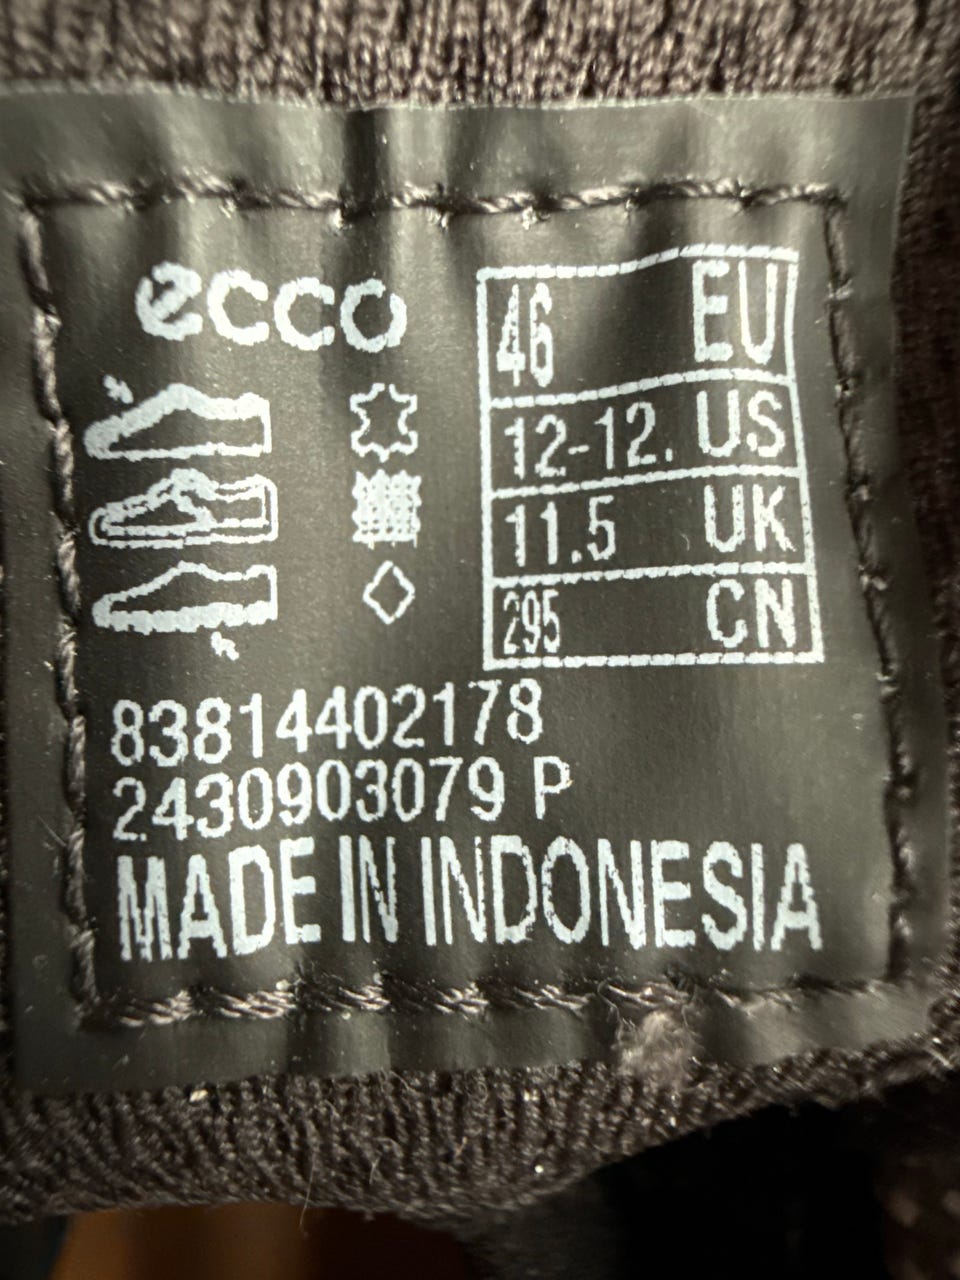 ecco
46 EU
12-12. US
11.5 UK
295 CN
83814402178
2430903079 P
MADE IN INDONESIA